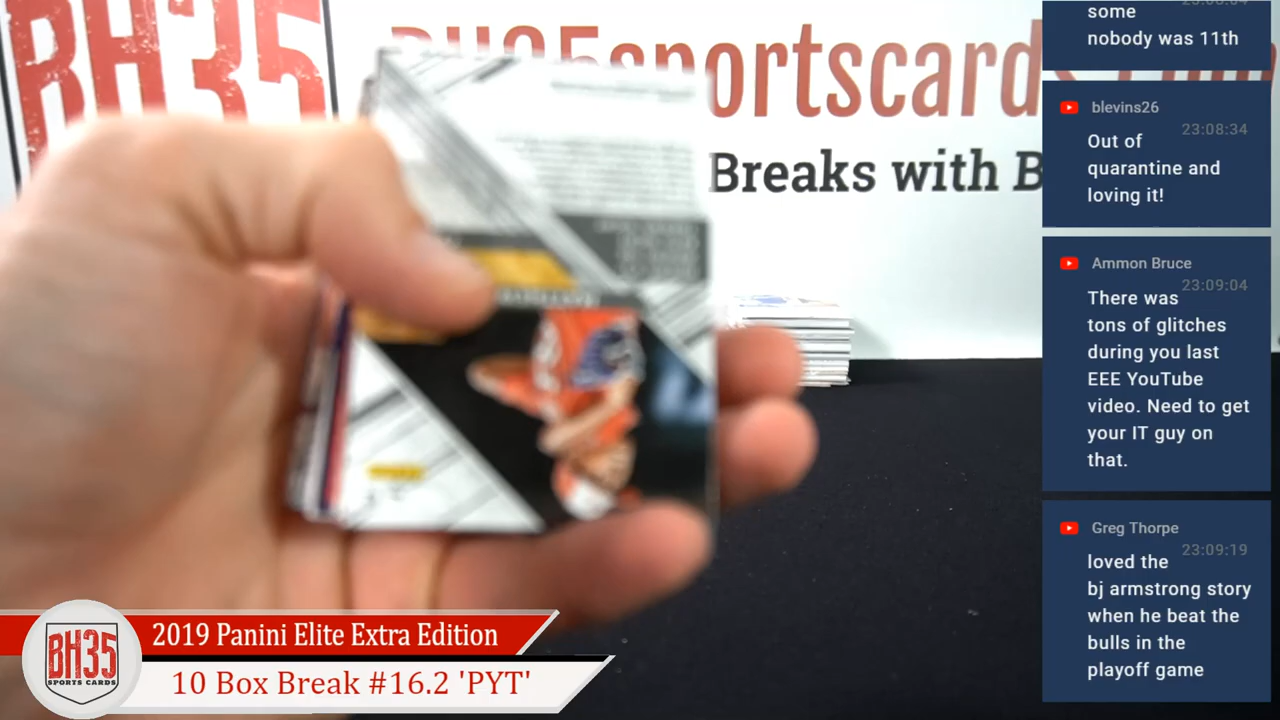 BH35
BH35sportscards.com
Breaks with B
some
nobody was 11th
blevins26
23:08:34
Out of
quarantine and
loving it!
Ammon Bruce
23:09:04
There was
tons of glitches
during you last
EEE YouTube
video. Need to get
your IT guy on
that.
Greg Thorpe
23:09:19
loved the
bj armstrong story
when he beat the
bulls in the
playoff game
BH35
SPORTS CARDS
2019 Panini Elite Extra Edition
10 Box Break #16.2 'PYT'